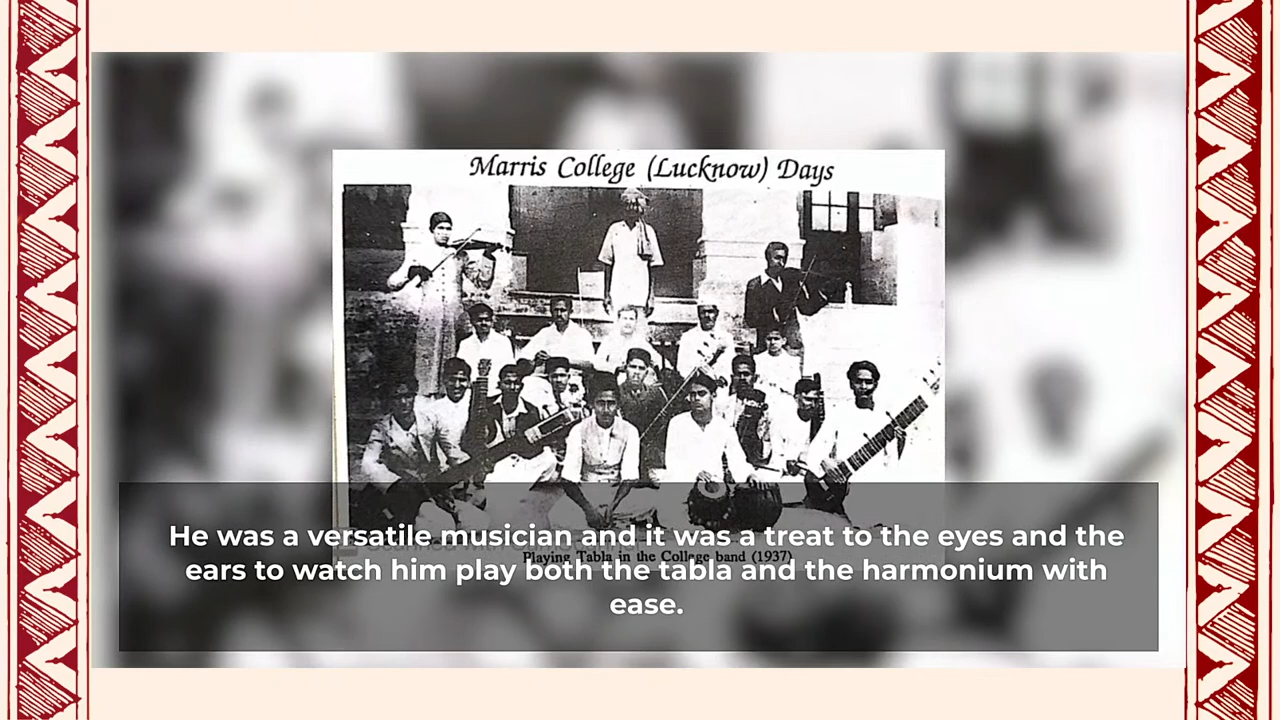 Marris College (Lucknow) Days
He was a versatile musician and it was a treat to the eyes and the
Playing Tabla in the College band (1937)
ears to watch him play both the tabla and the harmonium with
ease.